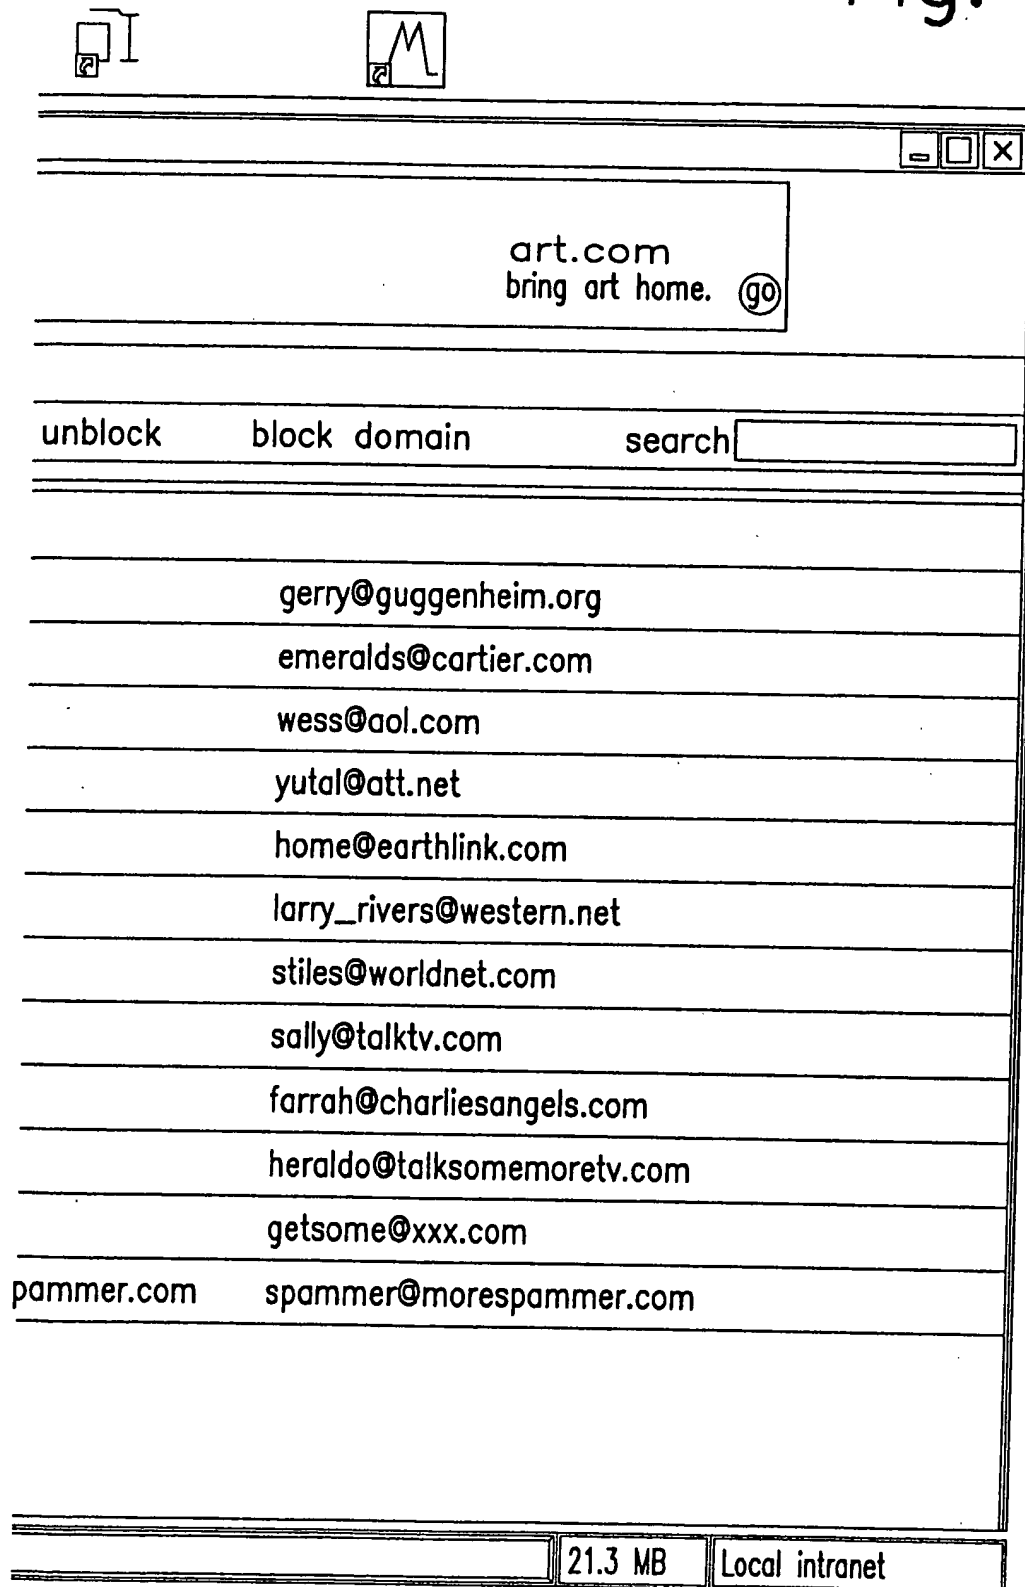 Fig.
art.com
bring art home. go
unblock block domain search
gerry@guggenheim.org
emeralds@cartier.com
wess@aol.com
yutal@att.net
home@earthlink.com
larry_rivers@western.net
stiles@worldnet.com
sally@talktv.com
farrah@charliesangels.com
heraldo@talksomemoretv.com
getsome@xxx.com
pammer.com spammer@morespammer.com
21.3 MB Local intranet